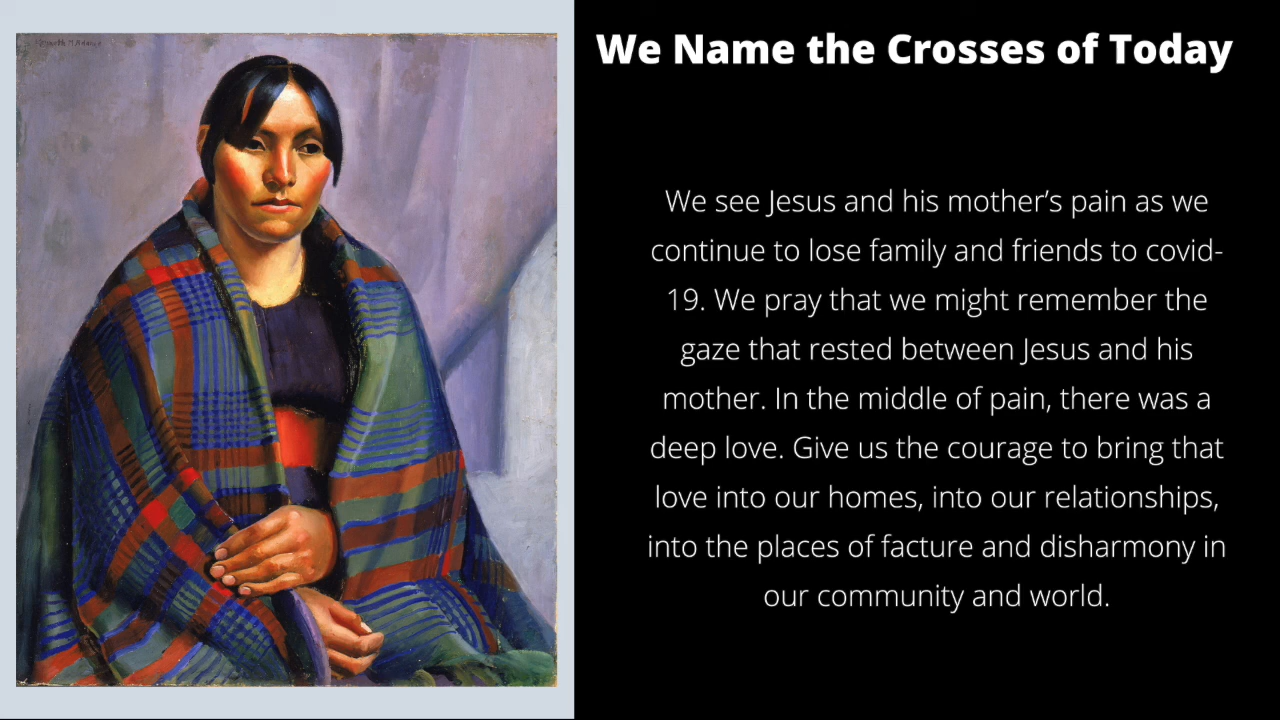 Kenneth M Adams
We Name the Crosses of Today
We see Jesus and his mother’s pain as we
continue to lose family and friends to covid-
19. We pray that we might remember the
gaze that rested between Jesus and his
mother. In the middle of pain, there was a
deep love. Give us the courage to bring that
love into our homes, into our relationships,
into the places of facture and disharmony in
our community and world.